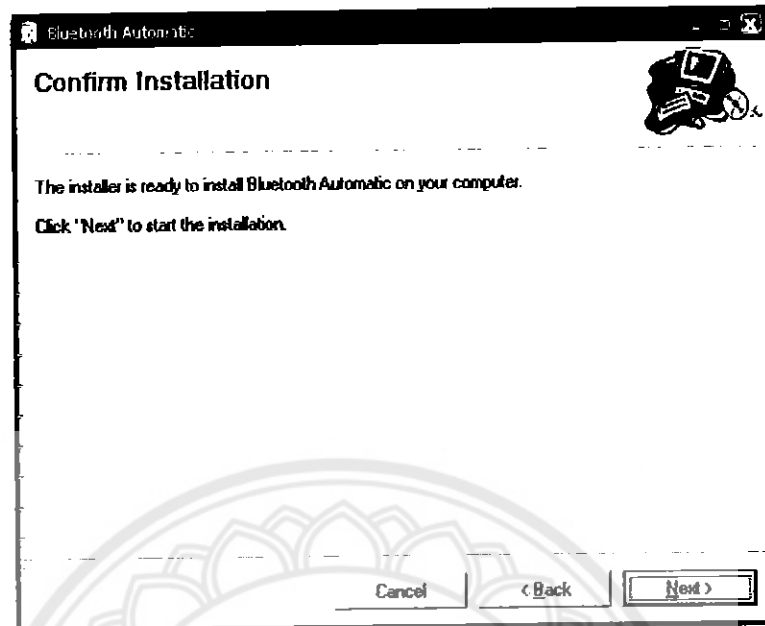 Bluetooth Automatic
Confirm Installation
The installer is ready to install Bluetooth Automatic on your computer.
Click "Next" to start the installation.
Cancel
< Back
Next >